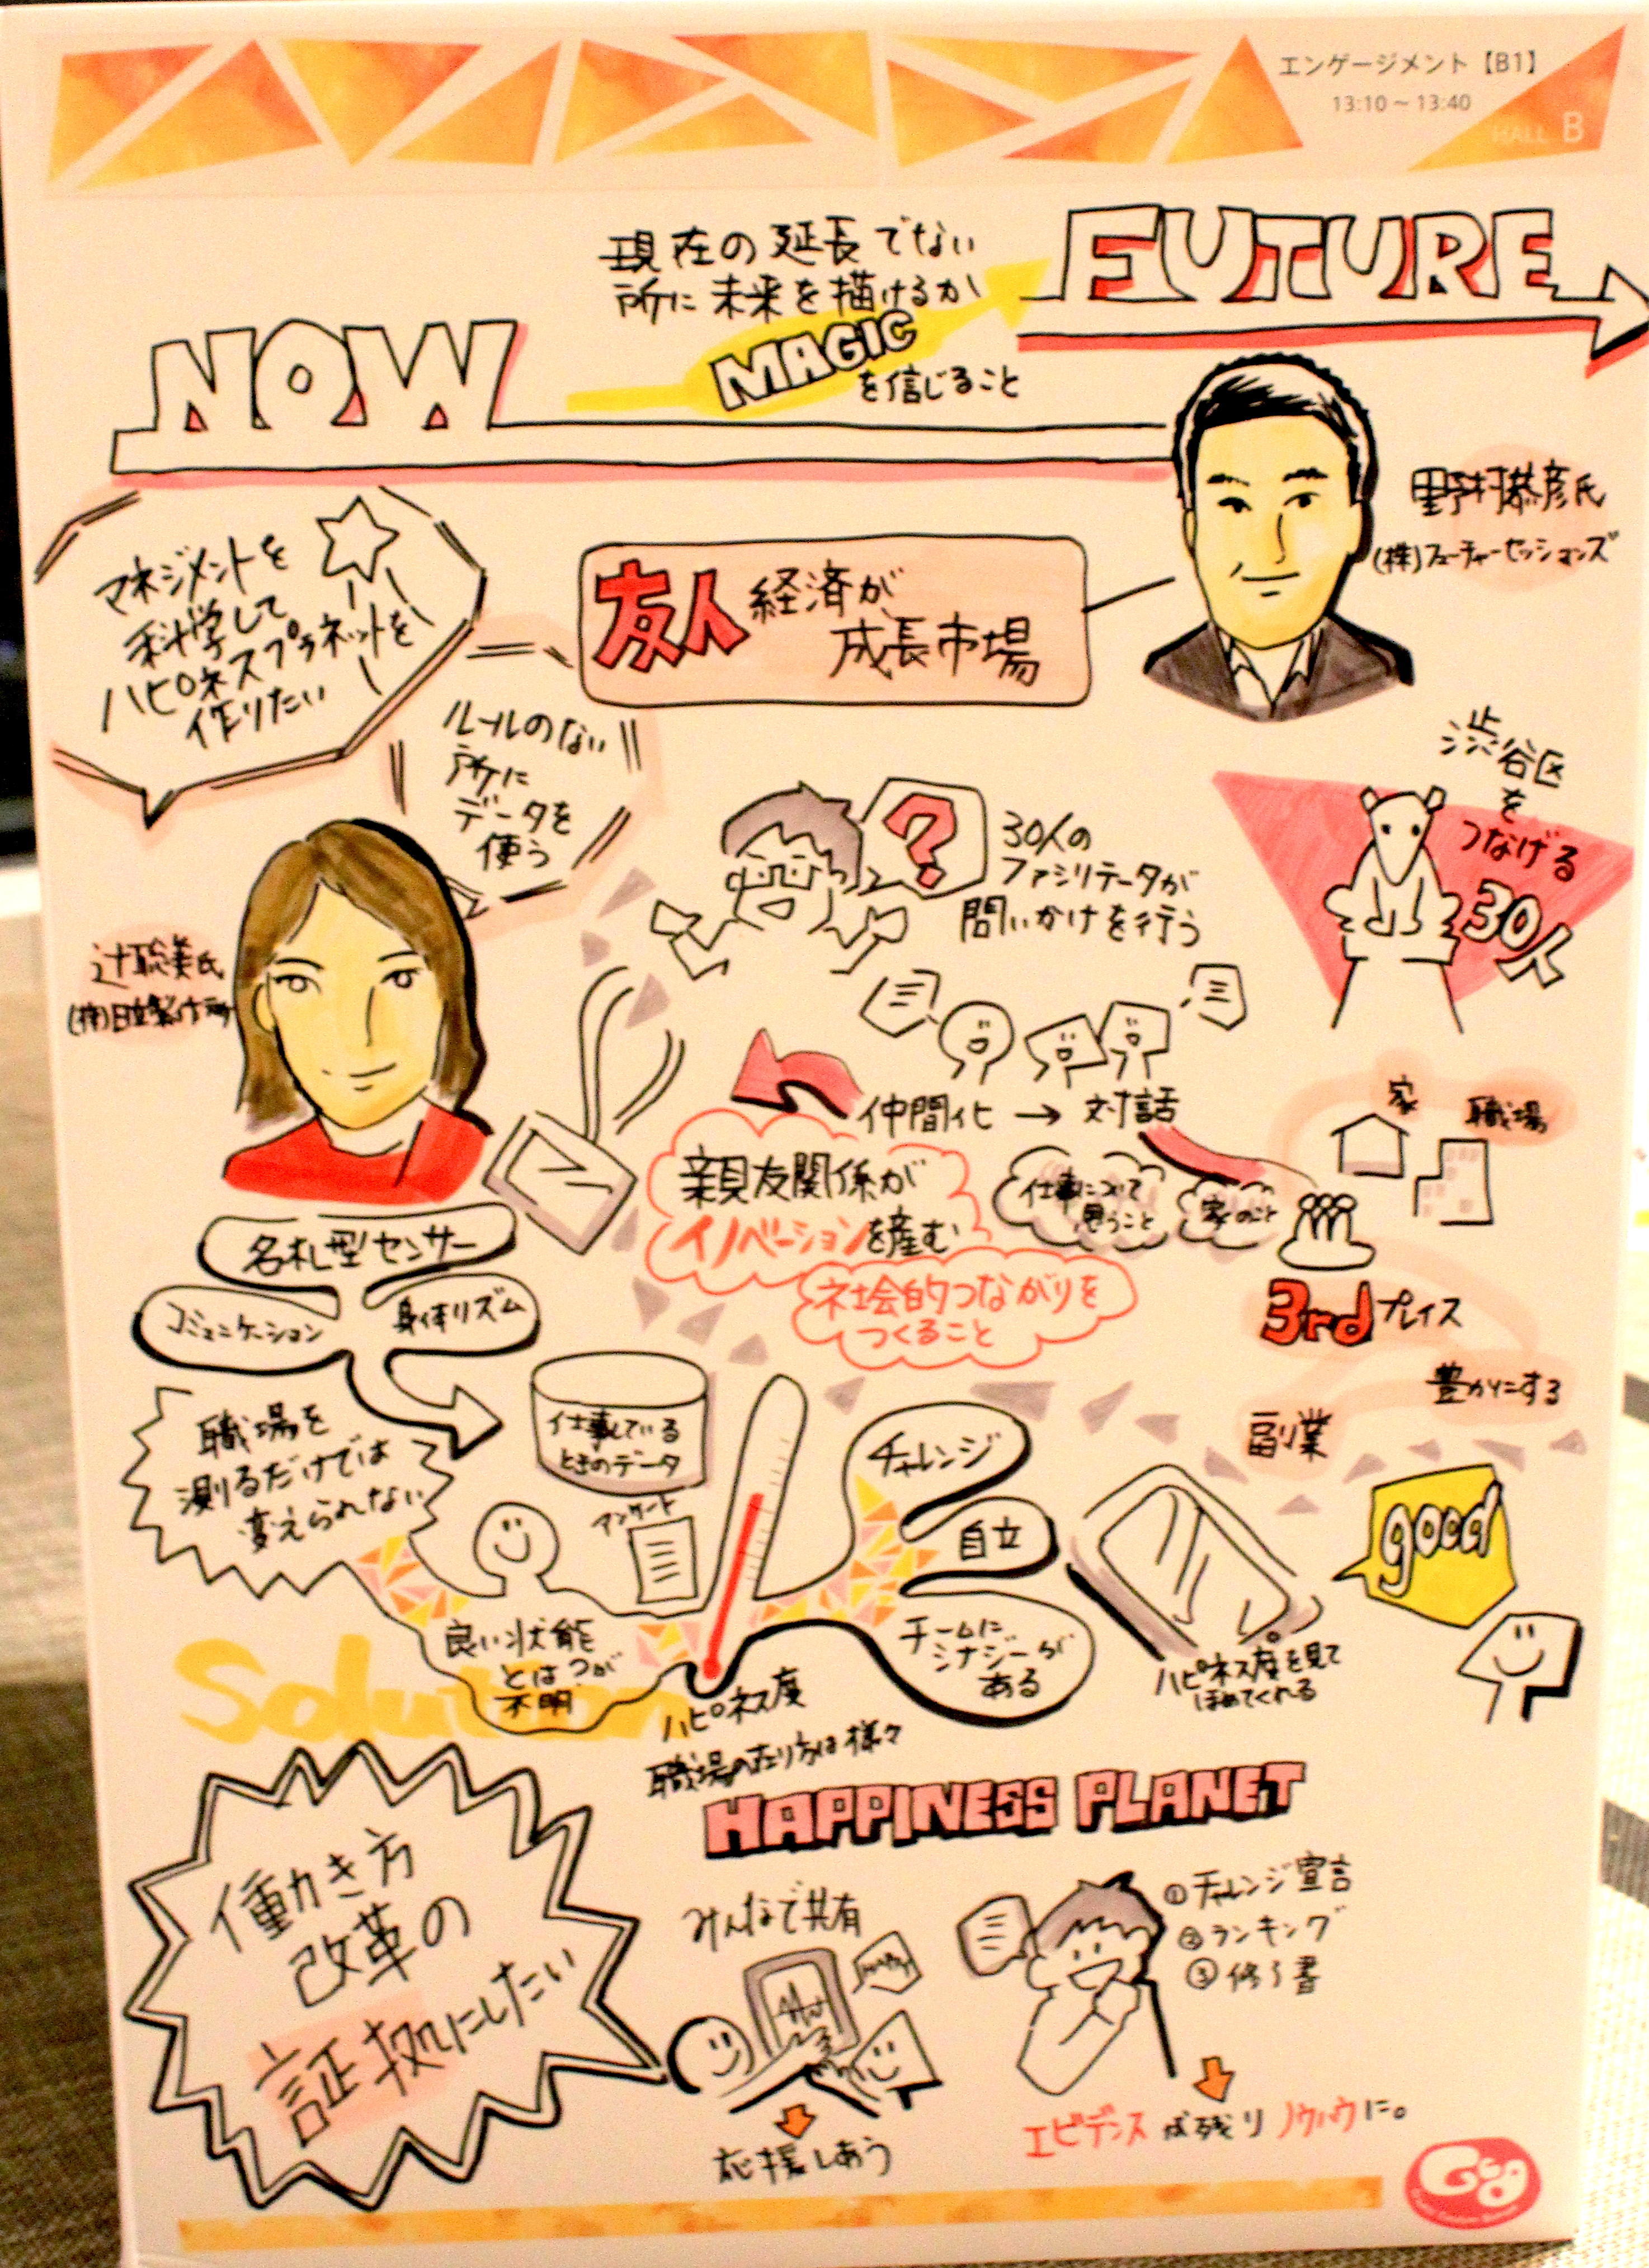 エンゲージメント【B1】
13:10～13:40
HALL B
現在の延長でない
所に未来を描けるか
FUTURE
NOW
MAGIC
を信じること
野村恭彦氏
(株)フューチャーセッションズ
マネジメントを
科学して
ハピネスプラネットを
作りたい
友人経済が
成長市場
ルールのない
所に
データを
使う
?
30人の
ファシリテータが
問いかけを行う
渋谷区
を
つなげる
30人
辻聡美氏
(株)日立製作所
仲間化 → 対話
家
職場
親友関係が
イノベーションを産む
仕事について
思うこと
家のこと
社会的つながりを
つくること
3rdプレイス
豊かにする
副業
名札型センサー
コミュニケーション
身体リズム
仕事している
ときのデータ
アンケート
職場を
測るだけでは
変えられない
チャレンジ
自立
チームに
シナジーが
ある
good
良い状態
とは?が
不明
Solution
ハピネス度
職場の在り方は様々
ハピネス度を見て
ほめてくれる
HAPPINESS PLANET
働き方
改革の
証拠にしたい
みんなで共有
応援しあう
①チャレンジ宣言
②ランキング
③修了書
エビデンスが残りノウハウに。